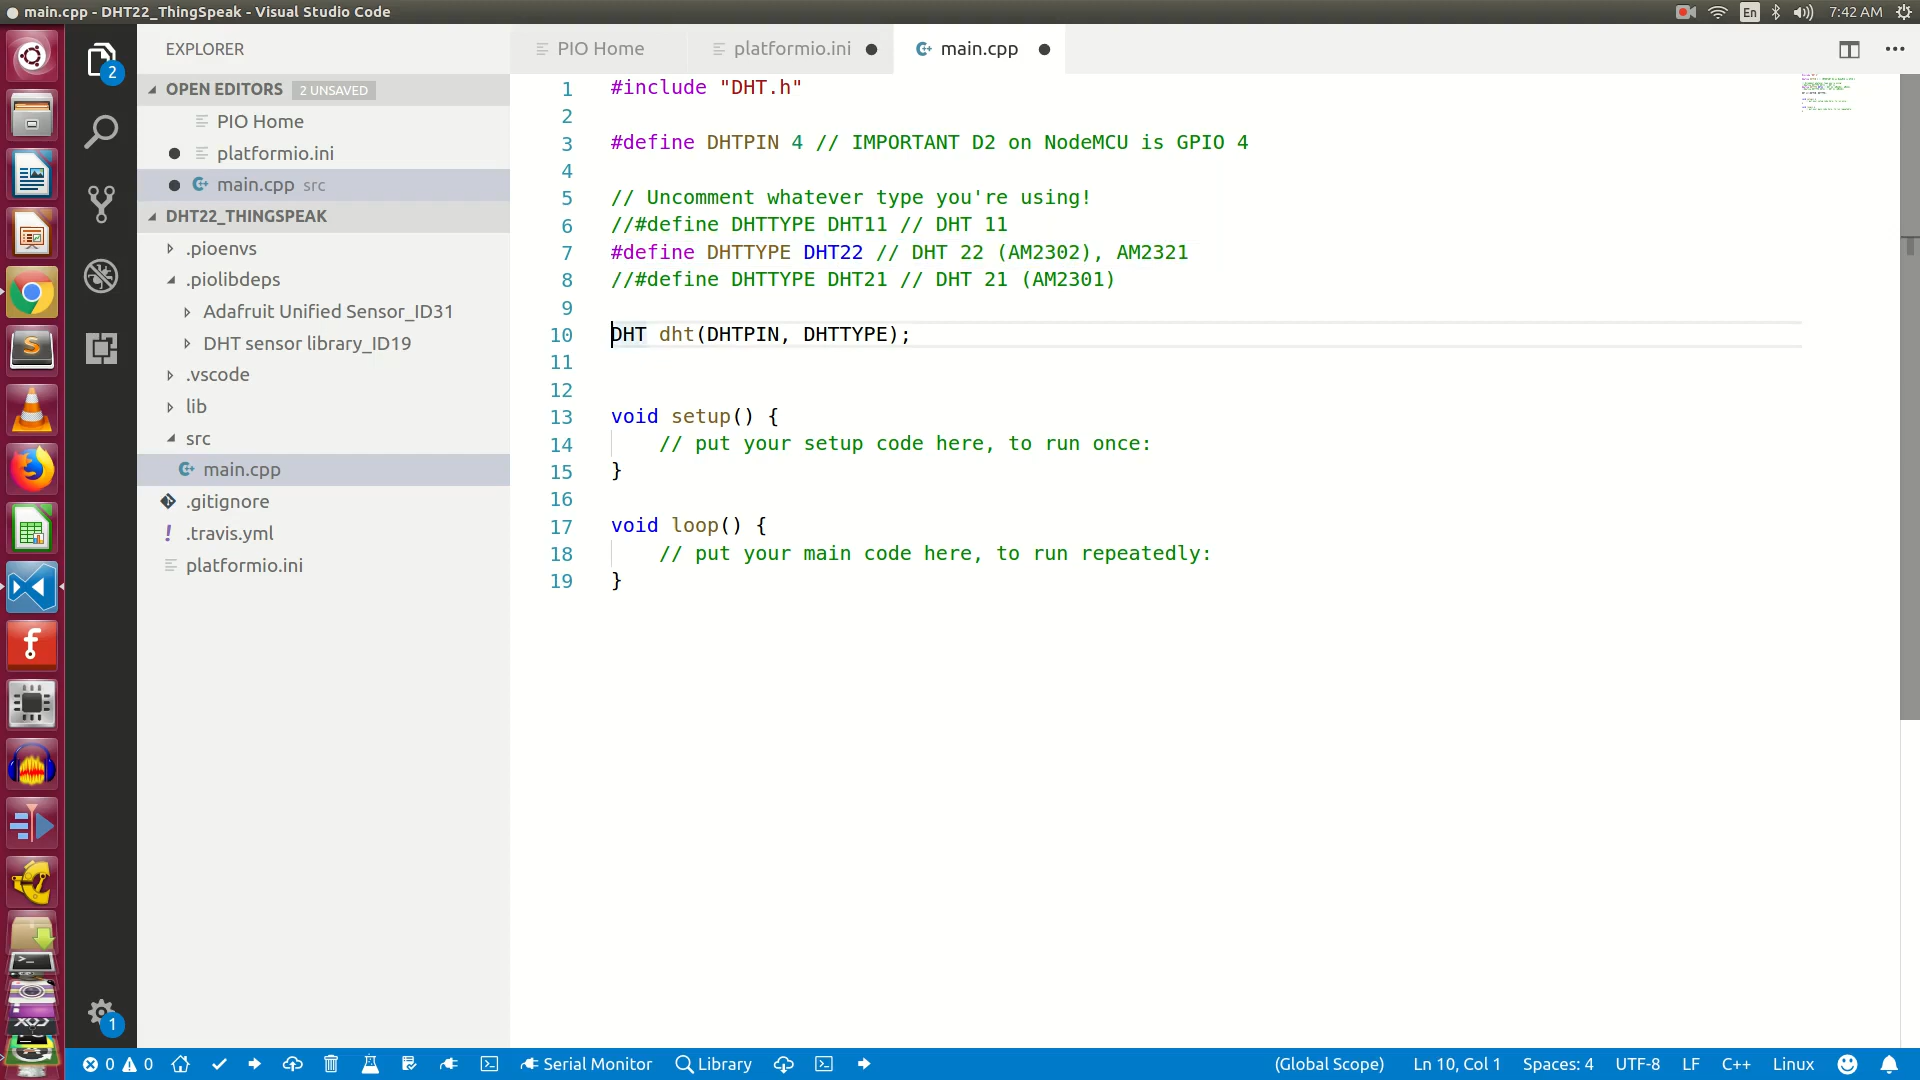 main.cpp - DHT22_ThingSpeak - Visual Studio Code
En
7:42 AM
EXPLORER
OPEN EDITORS 2 UNSAVED
PIO Home
platformio.ini
main.cpp src
DHT22_THINGSPEAK
.pioenvs
.piolibdeps
Adafruit Unified Sensor_ID31
DHT sensor library_ID19
.vscode
lib
src
main.cpp
.gitignore
.travis.yml
platformio.ini
2
1
PIO Home
platformio.ini
main.cpp
1 #include "DHT.h"
2
3 #define DHTPIN 4 // IMPORTANT D2 on NodeMCU is GPIO 4
4
5 // Uncomment whatever type you're using!
6 //#define DHTTYPE DHT11 // DHT 11
7 #define DHTTYPE DHT22 // DHT 22 (AM2302), AM2321
8 //#define DHTTYPE DHT21 // DHT 21 (AM2301)
9
10 DHT dht(DHTPIN, DHTTYPE);
11
12
13 void setup() {
14 // put your setup code here, to run once:
15 }
16
17 void loop() {
18 // put your main code here, to run repeatedly:
19 }
0 0 Serial Monitor Library (Global Scope) Ln 10, Col 1 Spaces: 4 UTF-8 LF C++ Linux